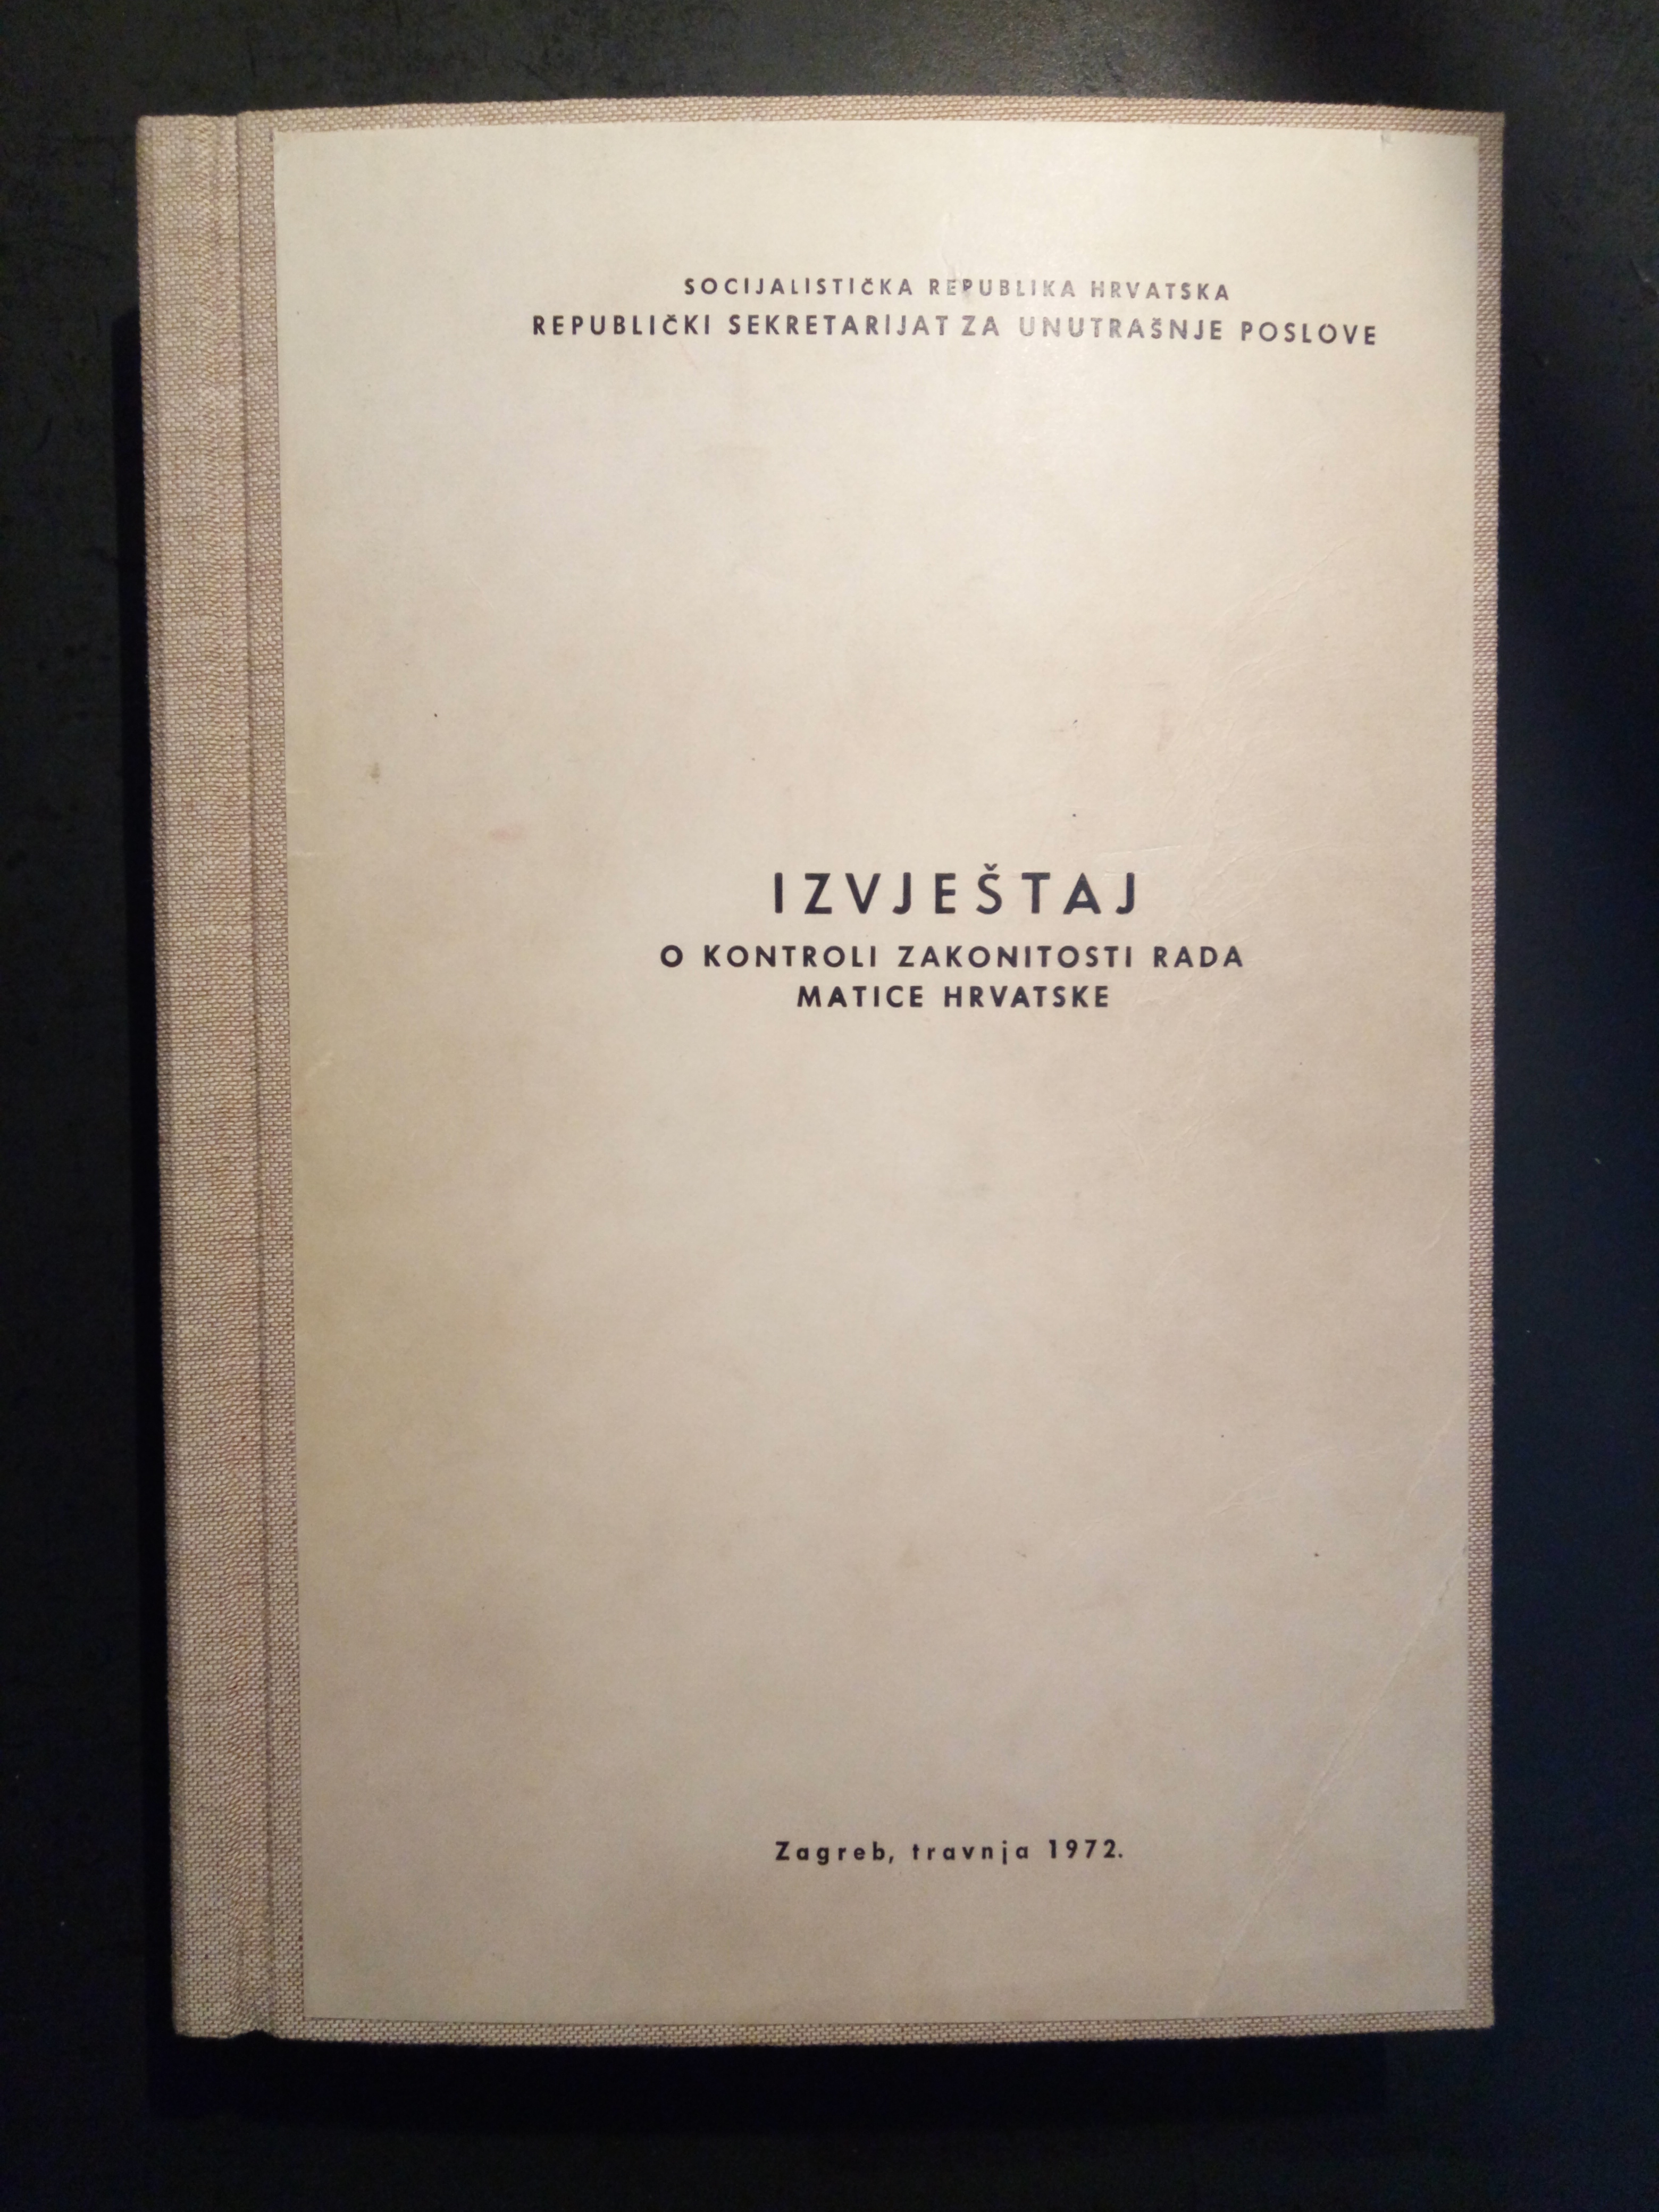 SOCIJALISTIČKA REPUBLIKA HRVATSKA
REPUBLIČKI SEKRETARIJAT ZA UNUTRAŠNJE POSLOVE
IZVJEŠTAJ
O KONTROLI ZAKONITOSTI RADA
MATICE HRVATSKE
Zagreb, travnja 1972.